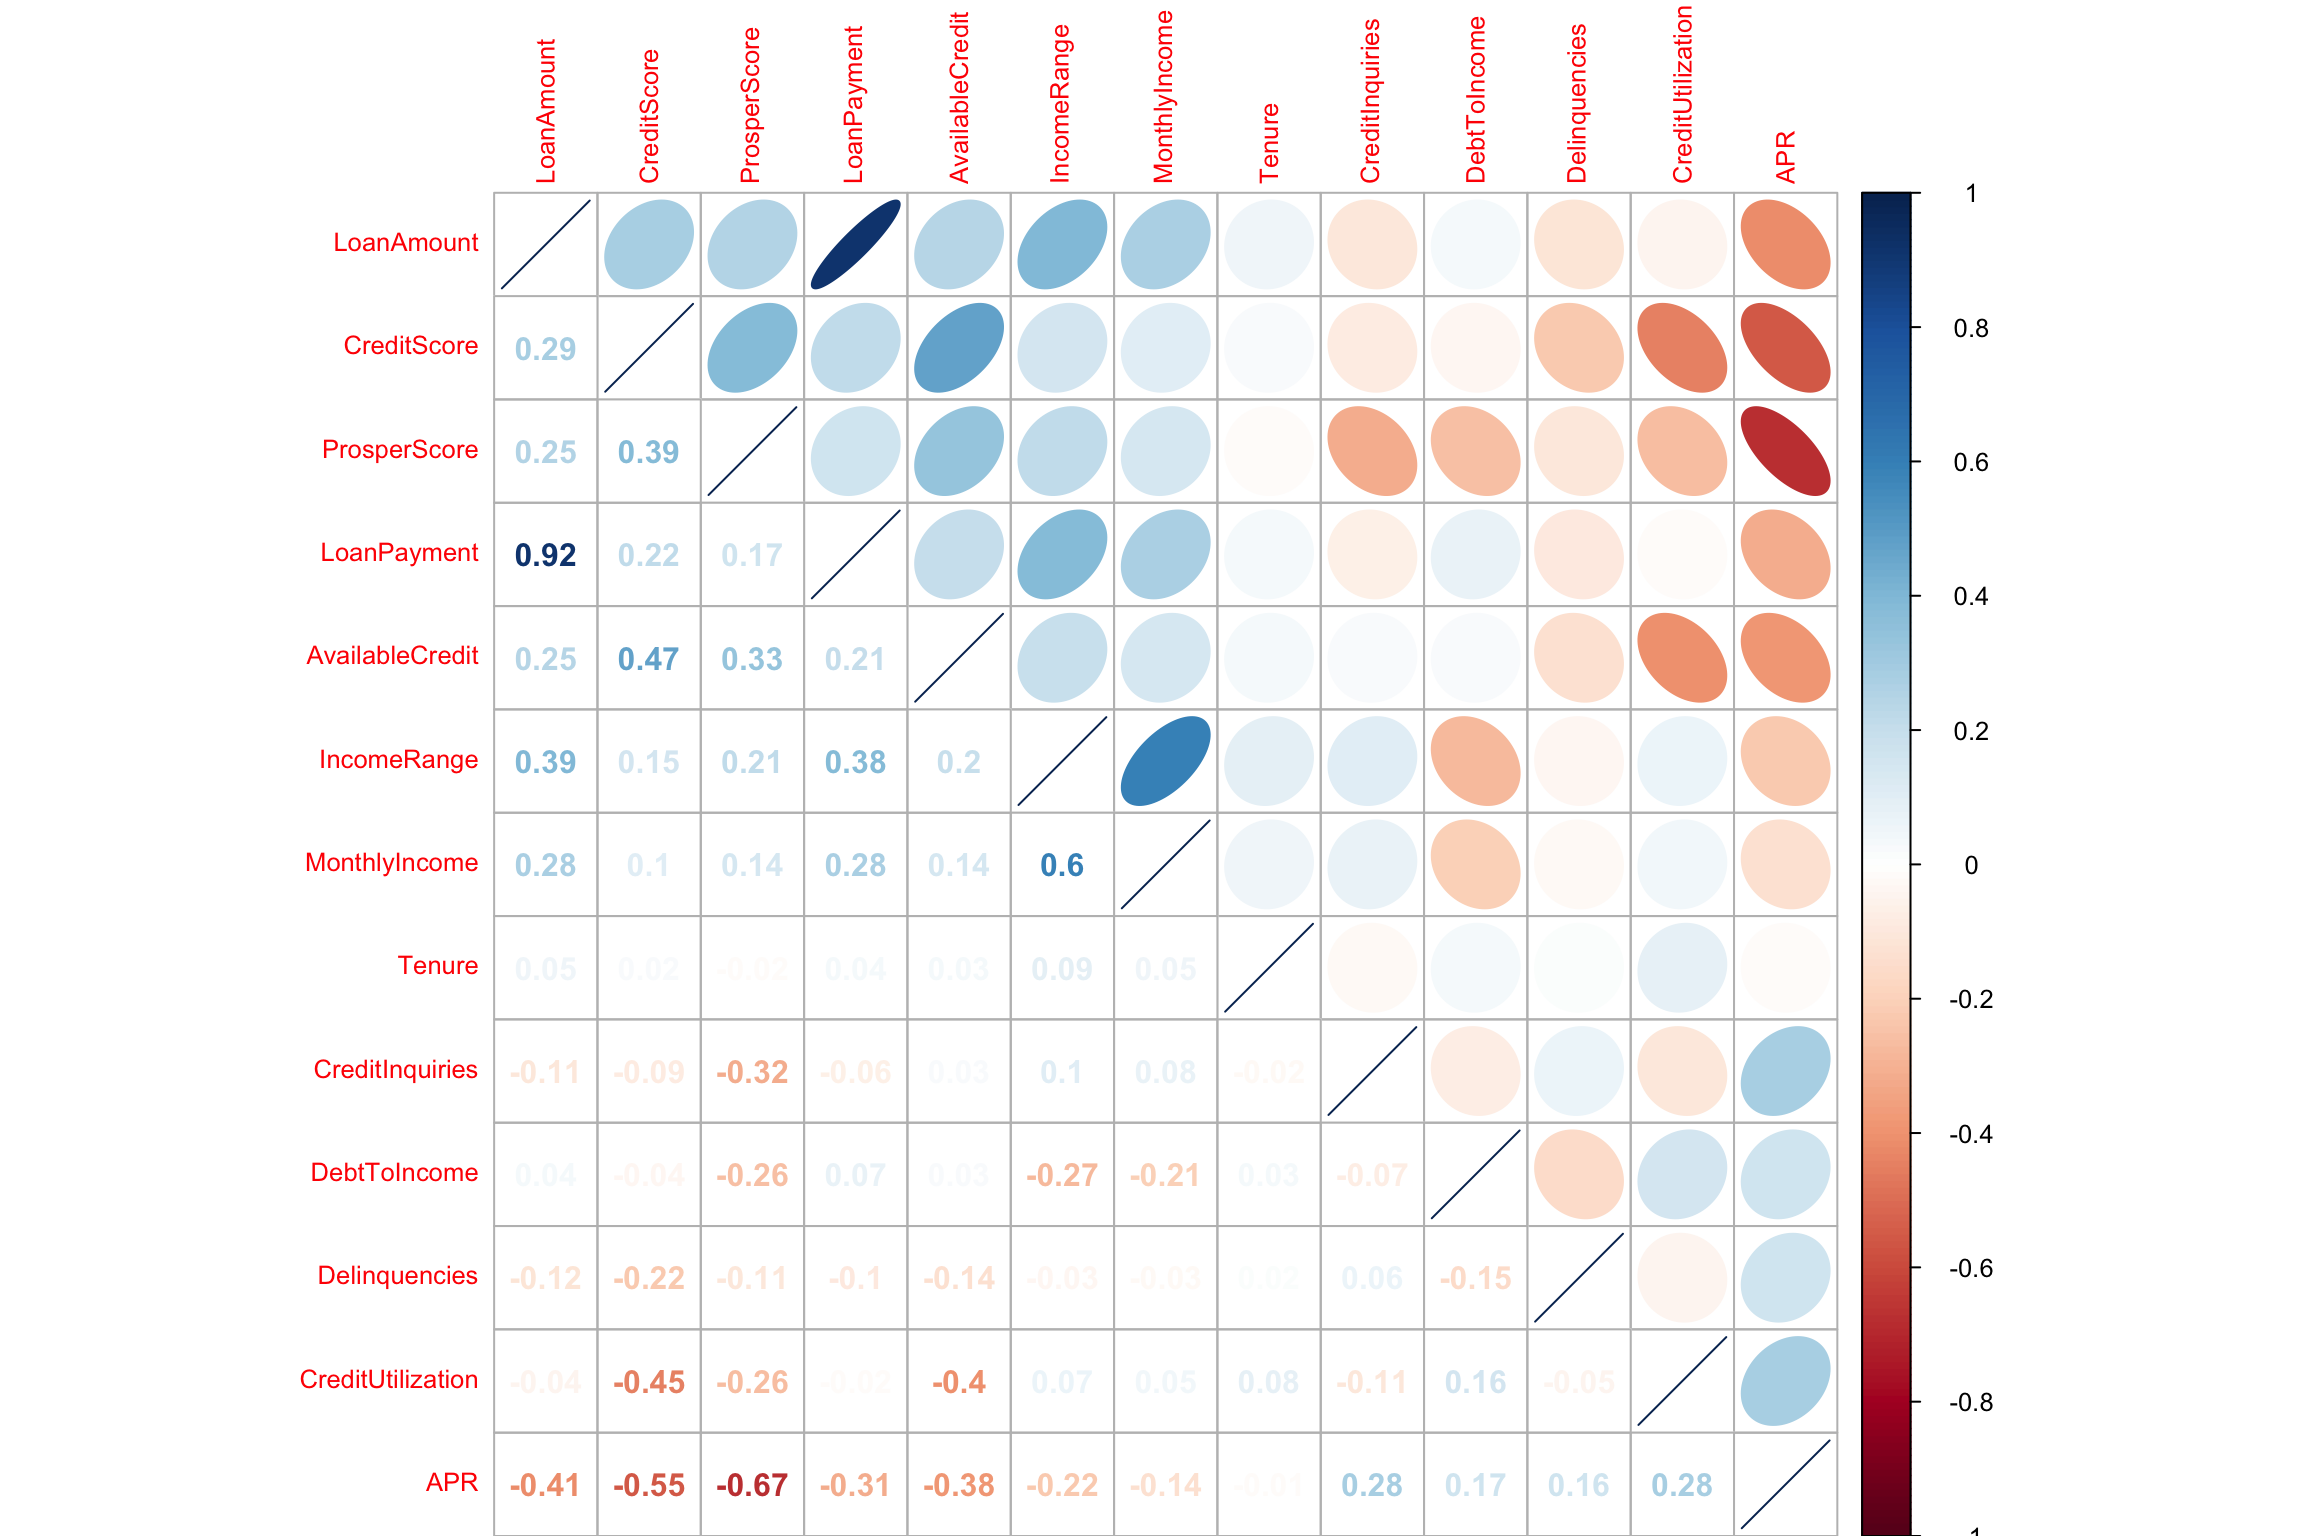 LoanAmount
CreditScore
ProsperScore
LoanPayment
AvailableCredit
IncomeRange
MonthlyIncome
Tenure
CreditInquiries
DebtToIncome
Delinquencies
CreditUtilization
APR
LoanAmount
CreditScore 0.29
ProsperScore 0.25 0.39
LoanPayment 0.92 0.22 0.17
AvailableCredit 0.25 0.47 0.33 0.21
IncomeRange 0.39 0.15 0.21 0.38 0.2
MonthlyIncome 0.28 0.1 0.14 0.28 0.14 0.6
Tenure 0.05 0.02 -0.02 0.04 0.03 0.09 0.05
CreditInquiries -0.11 -0.09 -0.32 -0.06 0.03 0.1 0.08 -0.02
DebtToIncome 0.04 -0.04 -0.26 0.07 0.03 -0.27 -0.21 0.03 -0.07
Delinquencies -0.12 -0.22 -0.11 -0.1 -0.14 -0.03 -0.03 0.02 0.06 -0.15
CreditUtilization -0.04 -0.45 -0.26 -0.02 -0.4 0.07 0.05 0.08 -0.11 0.16 -0.05
APR -0.41 -0.55 -0.67 -0.31 -0.38 -0.22 -0.14 -0.01 0.28 0.17 0.16 0.28
1
0.8
0.6
0.4
0.2
0
-0.2
-0.4
-0.6
-0.8